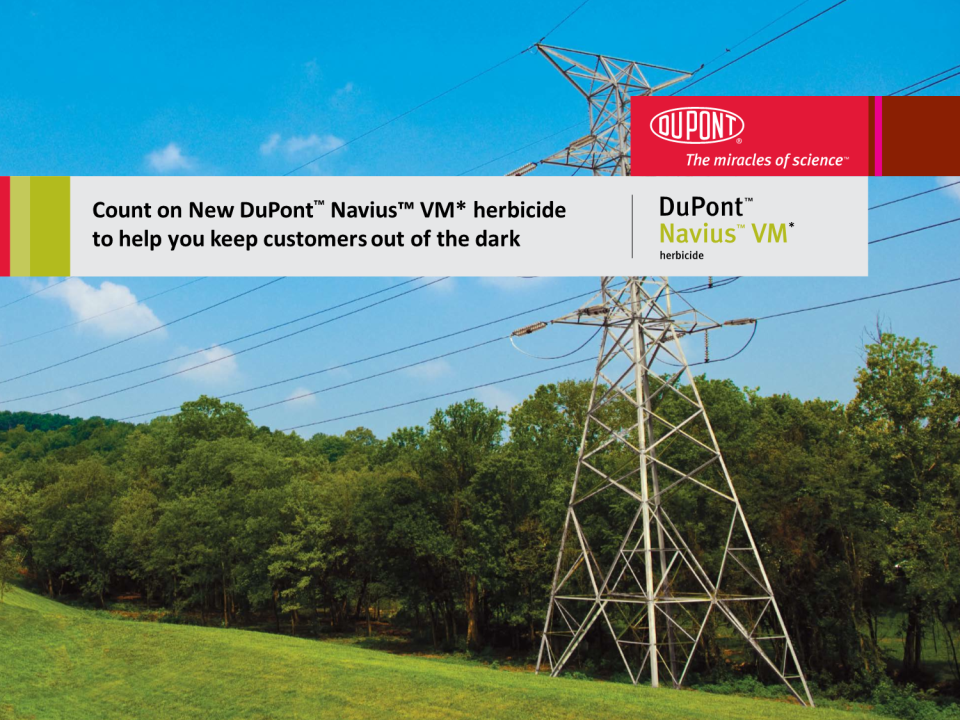 DUPONT®
The miracles of science™
Count on New DuPont™ Navius™ VM* herbicide
to help you keep customers out of the dark
DuPont™
Navius™ VM*
herbicide